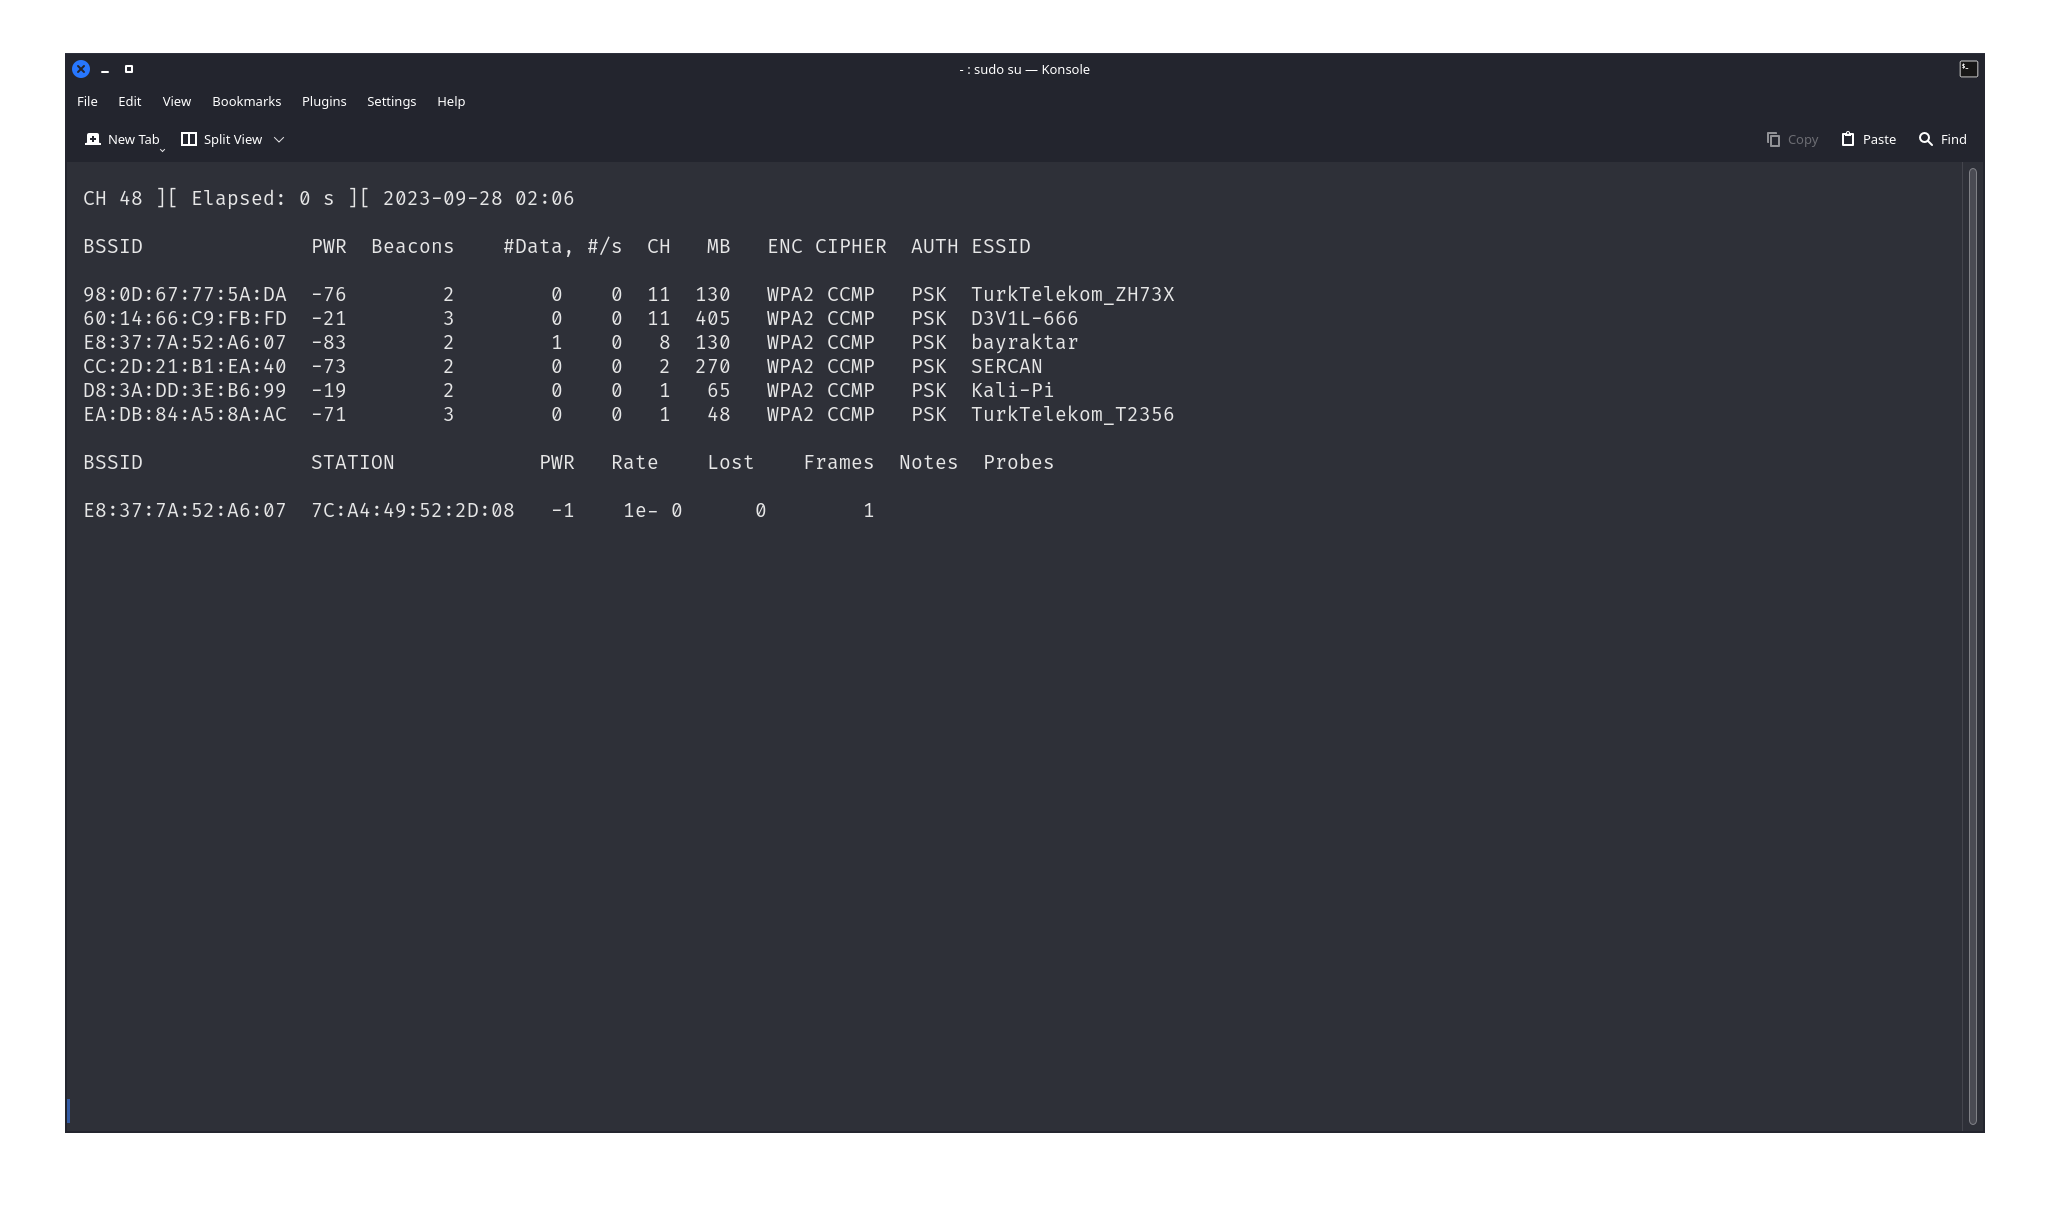 - : sudo su — Konsole
File Edit View Bookmarks Plugins Settings Help
New Tab Split View Copy Paste Find
CH 48 ][ Elapsed: 0 s ][ 2023-09-28 02:06
BSSID PWR Beacons #Data, #/s CH MB ENC CIPHER AUTH ESSID
98:0D:67:77:5A:DA -76 2 0 0 11 130 WPA2 CCMP PSK TurkTelekom_ZH73X
60:14:66:C9:FB:FD -21 3 0 0 11 405 WPA2 CCMP PSK D3V1L-666
E8:37:7A:52:A6:07 -83 2 1 0 8 130 WPA2 CCMP PSK bayraktar
CC:2D:21:B1:EA:40 -73 2 0 0 2 270 WPA2 CCMP PSK SERCAN
D8:3A:DD:3E:B6:99 -19 2 0 0 1 65 WPA2 CCMP PSK Kali-Pi
EA:DB:84:A5:8A:AC -71 3 0 0 1 48 WPA2 CCMP PSK TurkTelekom_T2356
BSSID STATION PWR Rate Lost Frames Notes Probes
E8:37:7A:52:A6:07 7C:A4:49:52:2D:08 -1 1e- 0 0 1